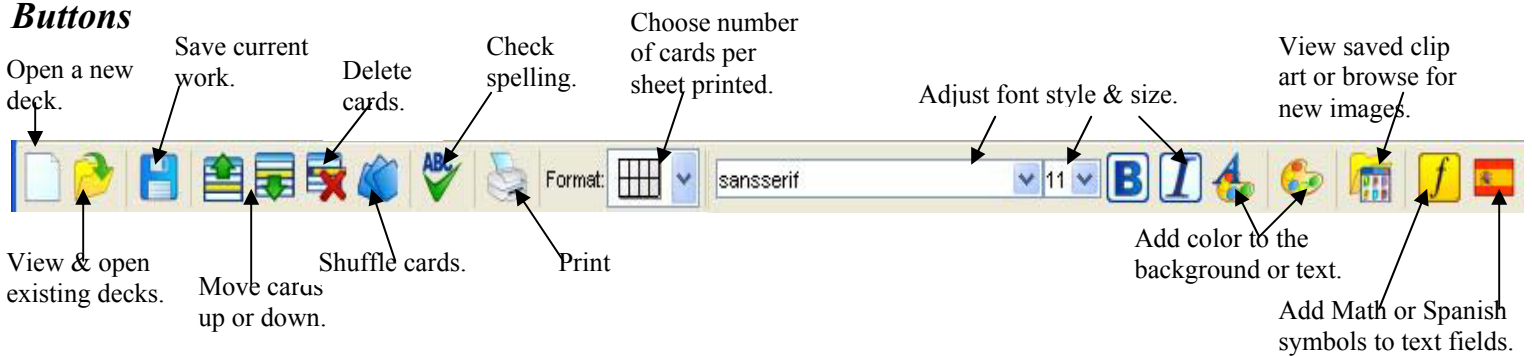 Buttons
Open a new
deck.
Save current
work.
Delete
cards.
Check
spelling.
Choose number
of cards per
sheet printed.
Adjust font style & size.
View saved clip
art or browse for
new images.
ABC
Format:
sansserif
11
B
I
A
f
View & open
existing decks.
Move cards
up or down.
Shuffle cards.
Print
Add color to the
background or text.
Add Math or Spanish
symbols to text fields.